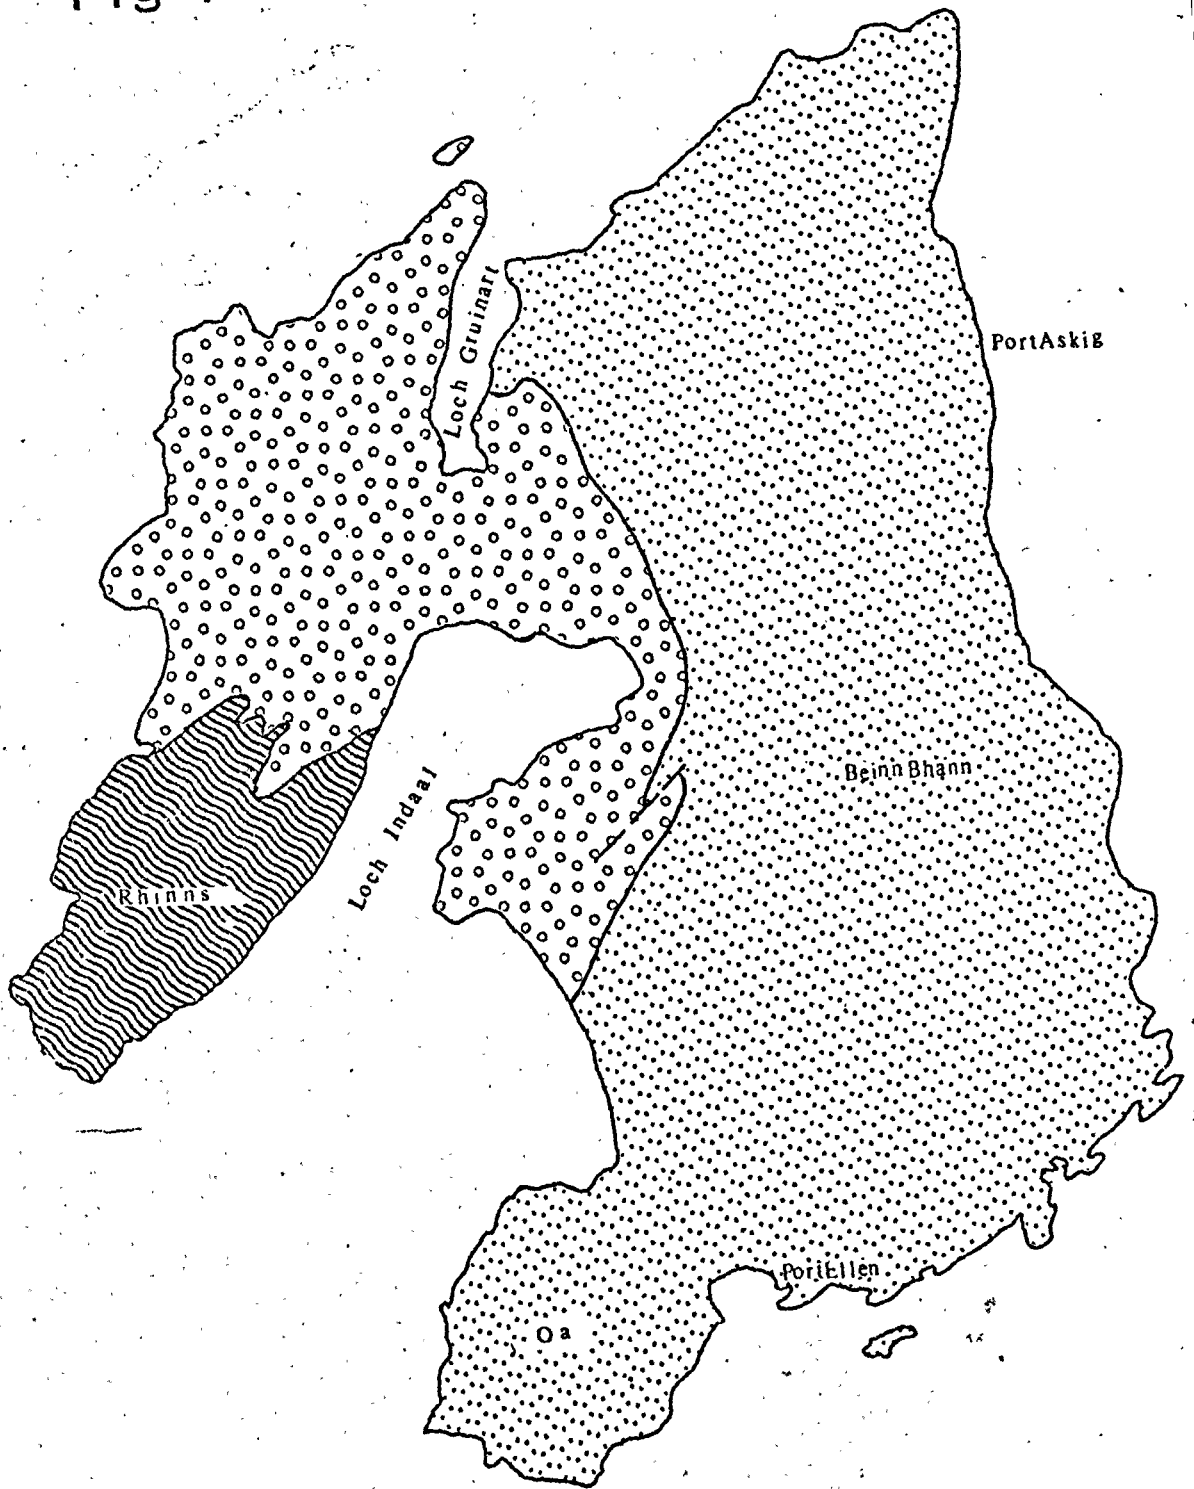 Loch Gruinart
PortAskig
Beinn Bhann
Loch Indaal
Rhinns
PortEllen
Oa